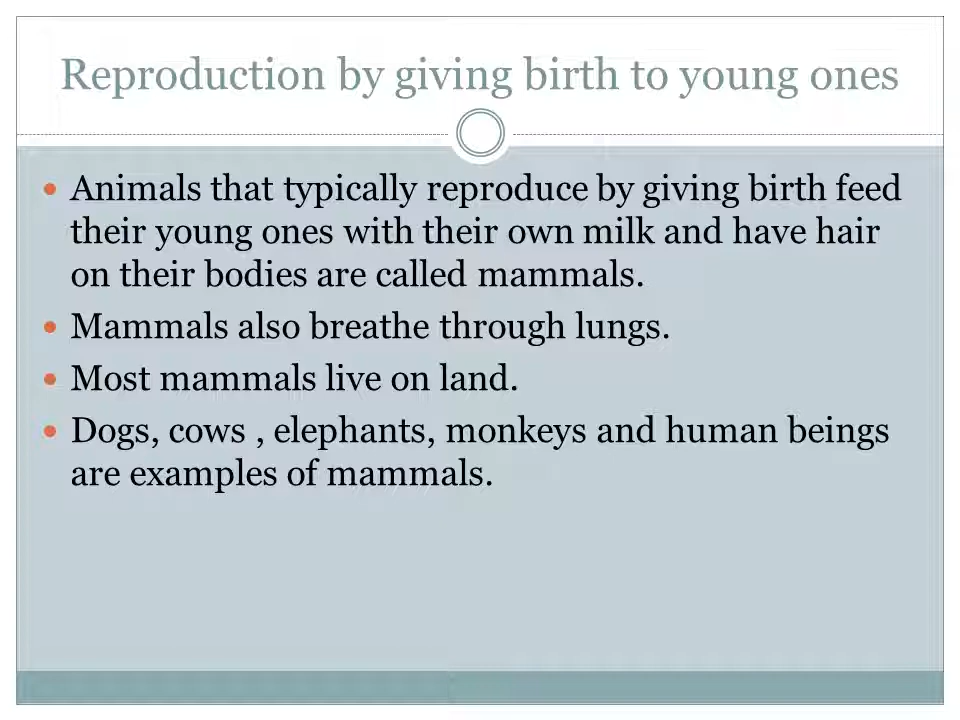 Reproduction by giving birth to young ones
• Animals that typically reproduce by giving birth feed
their young ones with their own milk and have hair
on their bodies are called mammals.
• Mammals also breathe through lungs.
• Most mammals live on land.
• Dogs, cows , elephants, monkeys and human beings
are examples of mammals.